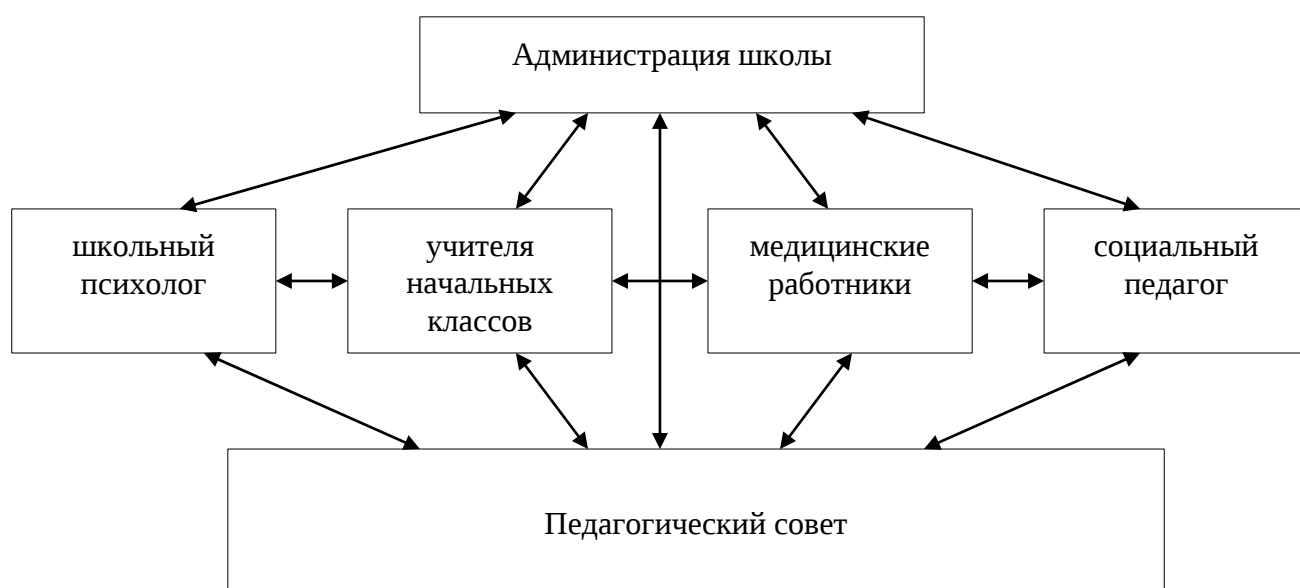 Администрация школы
школьный
психолог
учителя
начальных
классов
медицинские
работники
социальный
педагог
Педагогический совет